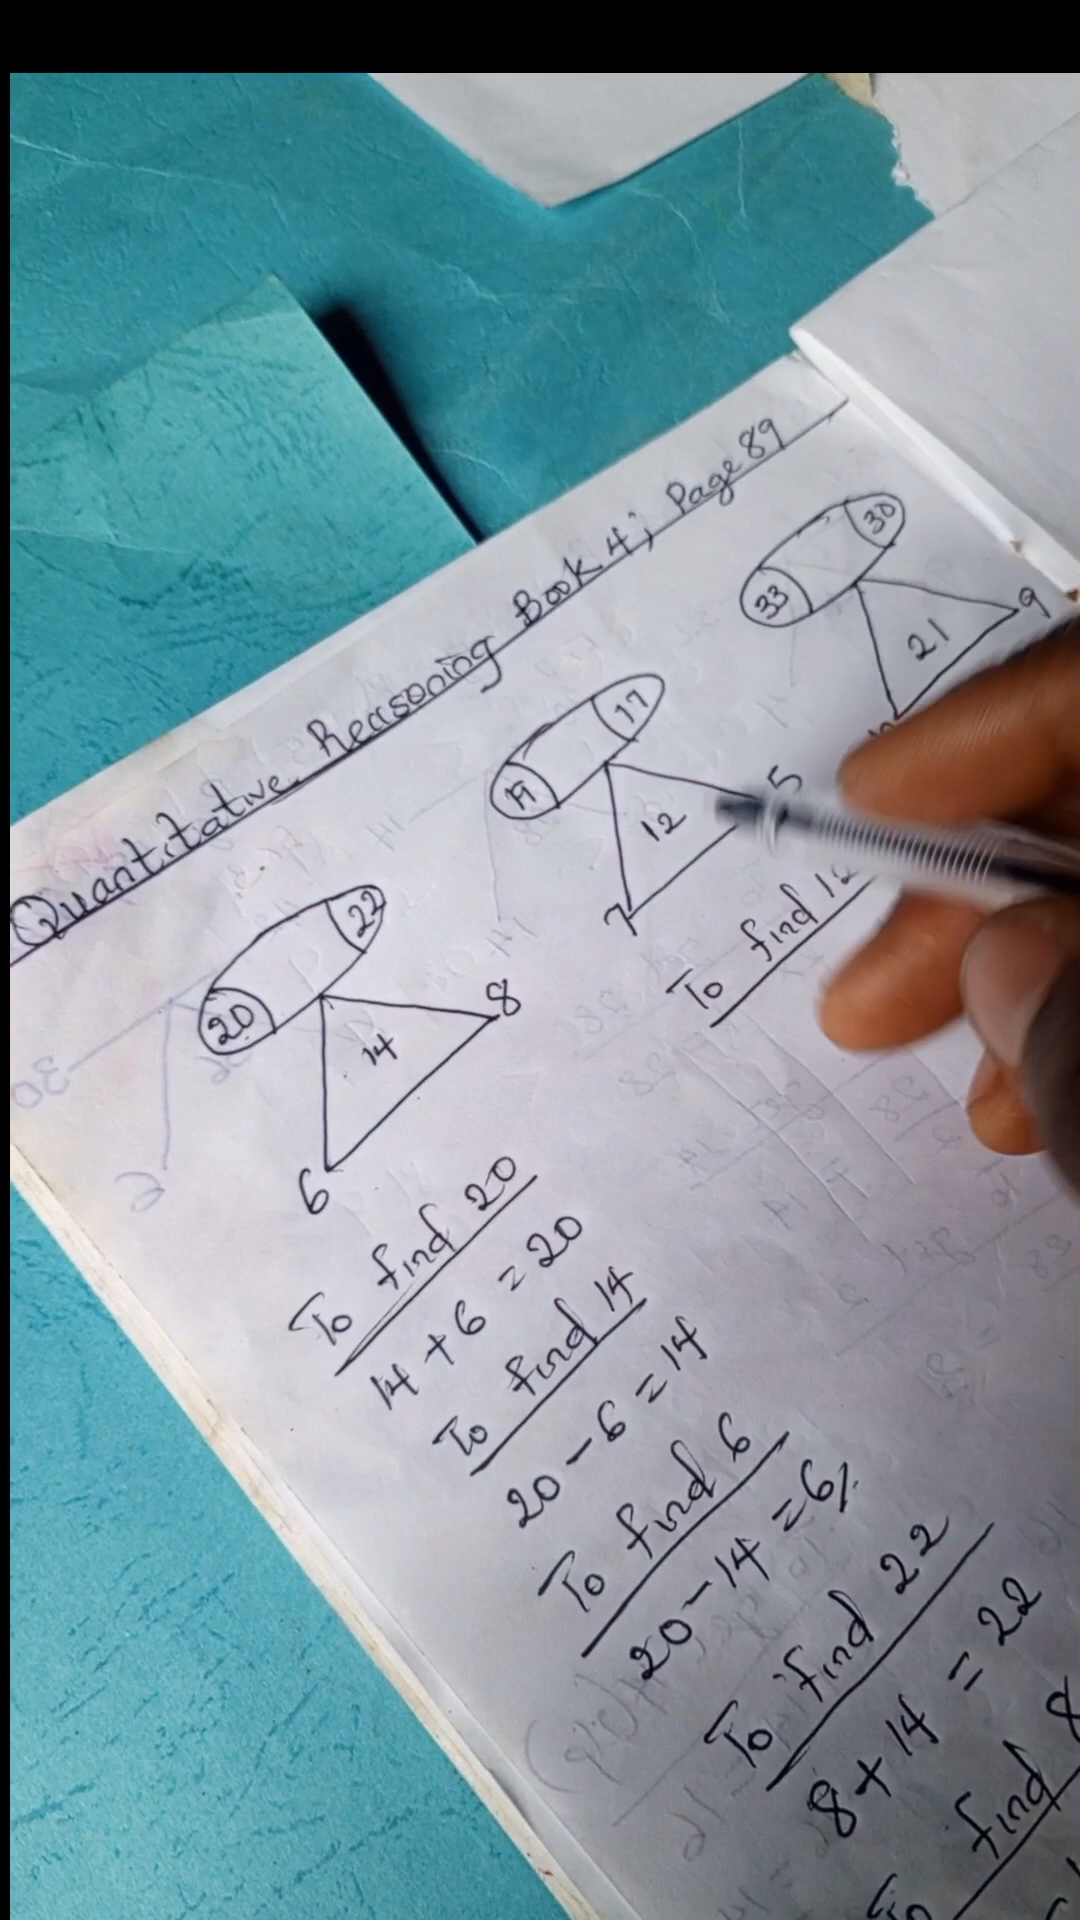 Quantitative Reasoning Book 4; Page 89
20 22
14
6 8
19 17
12
7 5
33 30
21
9
To find 20
14 + 6 = 20
To find 14
20 - 6 = 14
To find 6
20 - 14 = 6
To find 22
8 + 14 = 22
find 8
To find